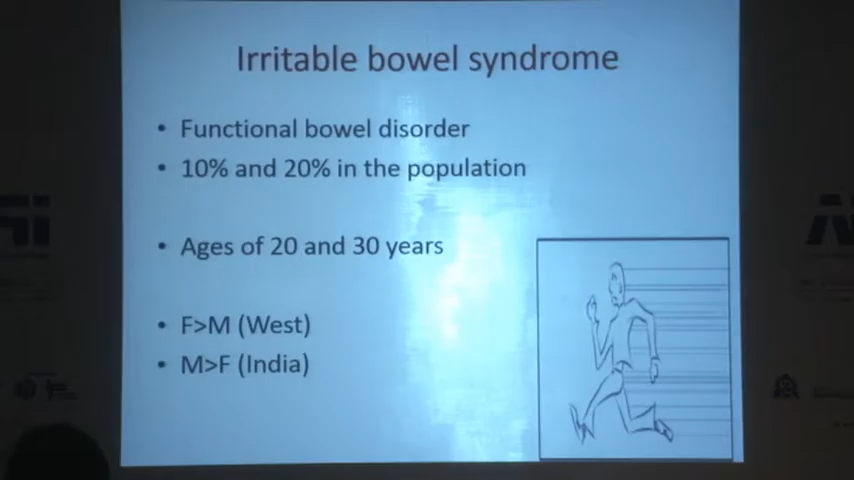 Irritable bowel syndrome
• Functional bowel disorder
• 10% and 20% in the population
• Ages of 20 and 30 years
• F>M (West)
• M>F (India)